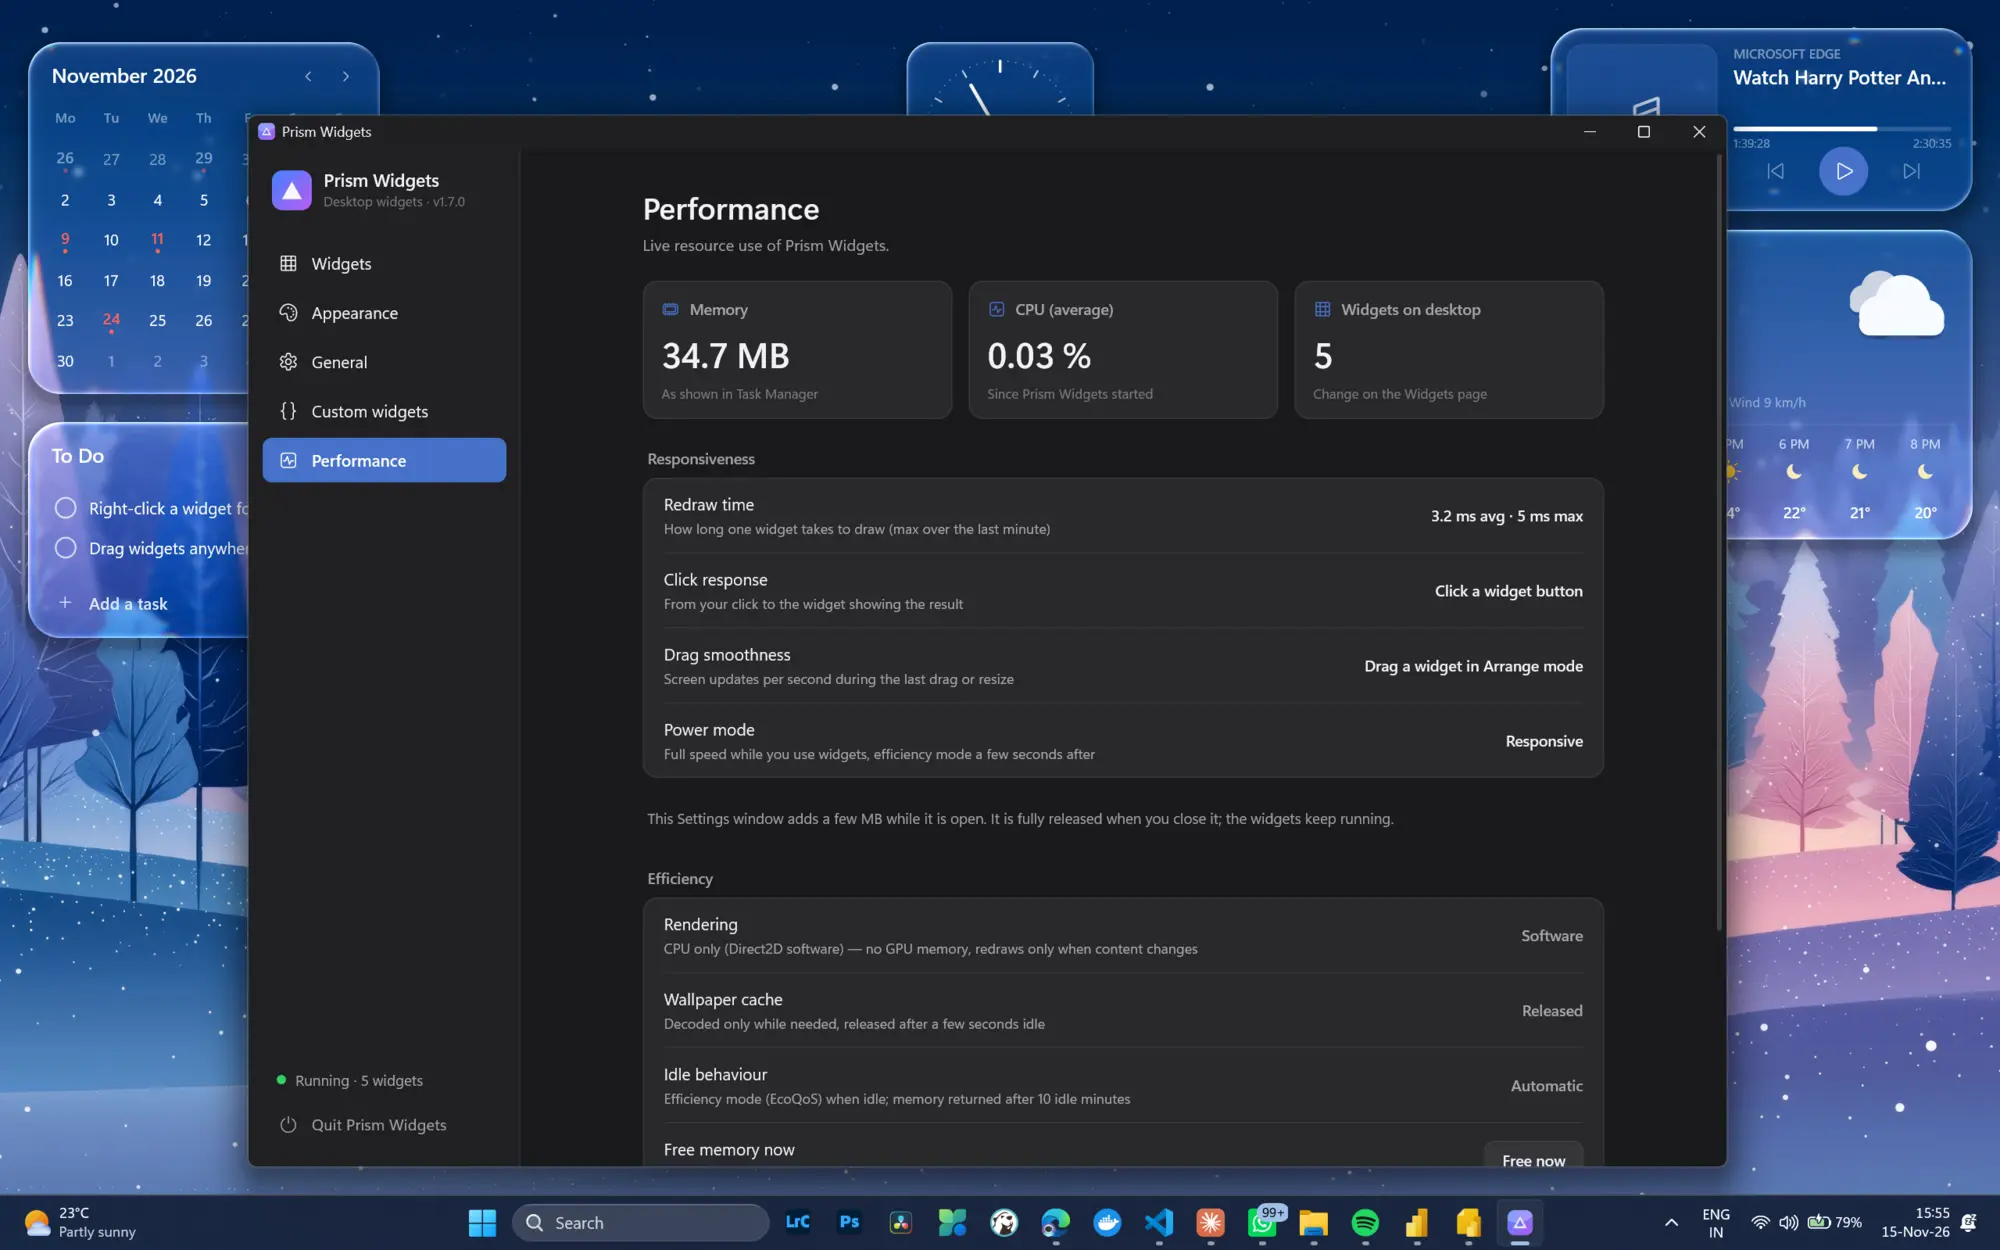 November 2026
Mo Tu We Th
26 27 28 29
2 3 4 5
9 10 11 12
16 17 18 19
23 24 25 26
30 1 2 3
To Do
Right-click a widget fo
Drag widgets anywhe
+ Add a task
MICROSOFT EDGE
Watch Harry Potter An...
1:39:28 2:30:35
Wind 9 km/h
PM 6 PM 7 PM 8 PM
4° 22° 21° 20°
Prism Widgets
Prism Widgets
Desktop widgets · v1.7.0
Widgets
Appearance
General
Custom widgets
Performance
Running · 5 widgets
Quit Prism Widgets
Performance
Live resource use of Prism Widgets.
Memory
34.7 MB
As shown in Task Manager
CPU (average)
0.03 %
Since Prism Widgets started
Widgets on desktop
5
Change on the Widgets page
Responsiveness
Redraw time
How long one widget takes to draw (max over the last minute)
3.2 ms avg · 5 ms max
Click response
From your click to the widget showing the result
Click a widget button
Drag smoothness
Screen updates per second during the last drag or resize
Drag a widget in Arrange mode
Power mode
Full speed while you use widgets, efficiency mode a few seconds after
Responsive
This Settings window adds a few MB while it is open. It is fully released when you close it; the widgets keep running.
Efficiency
Rendering
CPU only (Direct2D software) — no GPU memory, redraws only when content changes
Software
Wallpaper cache
Decoded only while needed, released after a few seconds idle
Released
Idle behaviour
Efficiency mode (EcoQoS) when idle; memory returned after 10 idle minutes
Automatic
Free memory now
Free now
23°C
Partly sunny
Search
LrC
Ps
99+
ENG
IN
79%
15:55
15-Nov-26